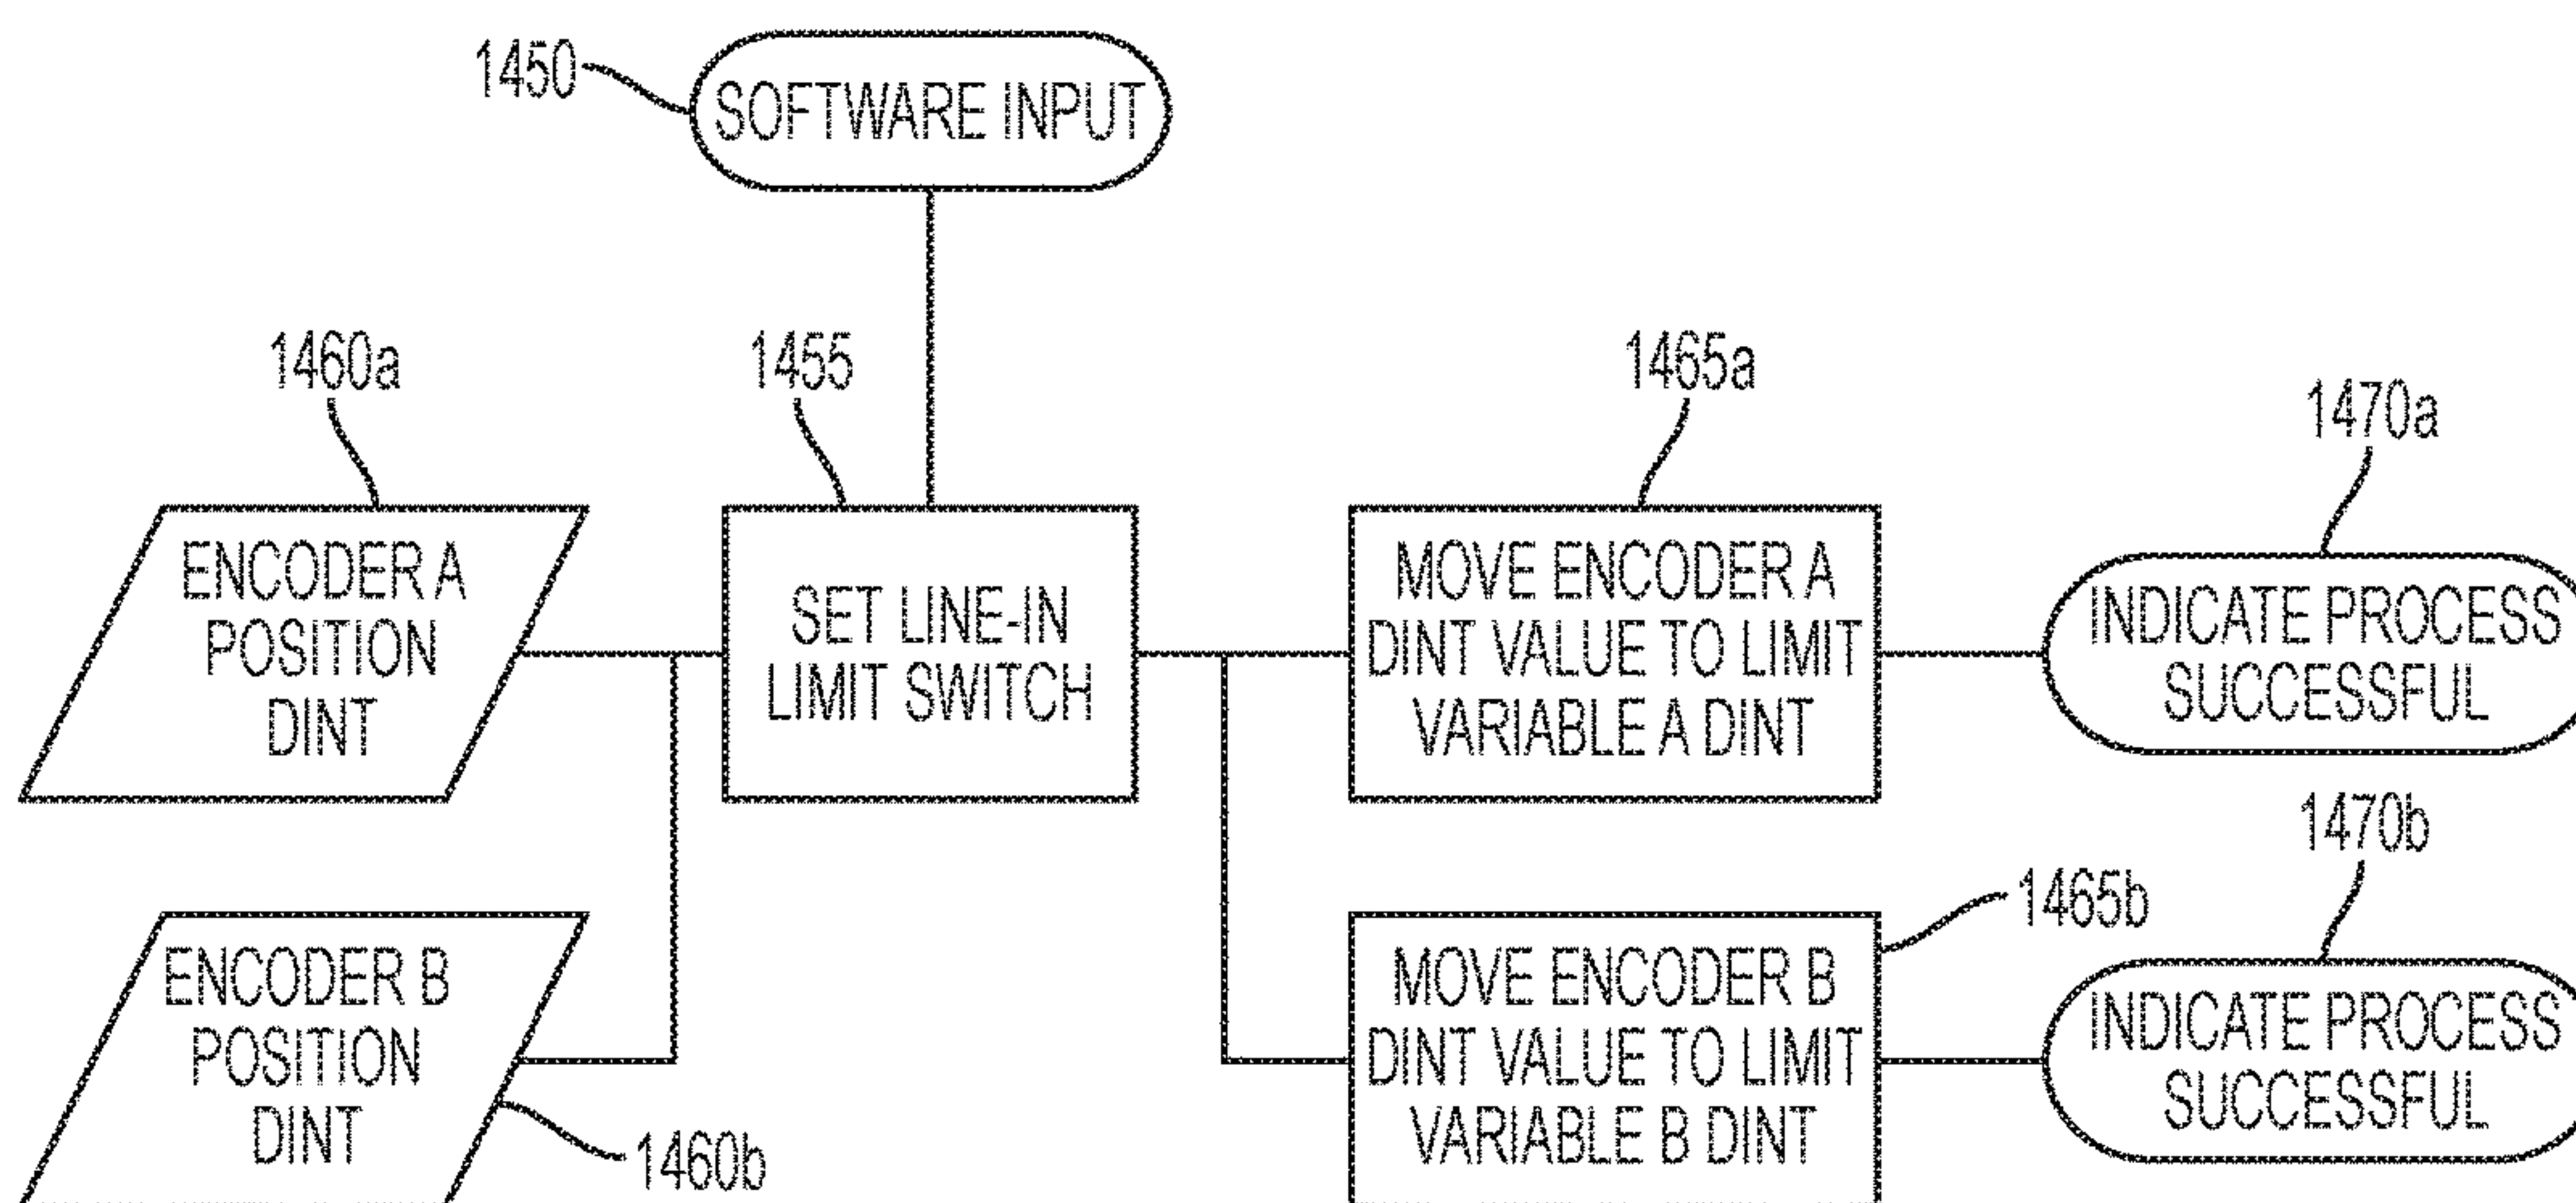 1450
SOFTWARE INPUT
1460a
1455
1465a
1470a
ENCODER A
POSITION
DINT
SET LINE-IN
LIMIT SWITCH
MOVE ENCODER A
DINT VALUE TO LIMIT
VARIABLE A DINT
INDICATE PROCESS
SUCCESSFUL
1470b
1465b
ENCODER B
POSITION
DINT
1460b
MOVE ENCODER B
DINT VALUE TO LIMIT
VARIABLE B DINT
INDICATE PROCESS
SUCCESSFUL